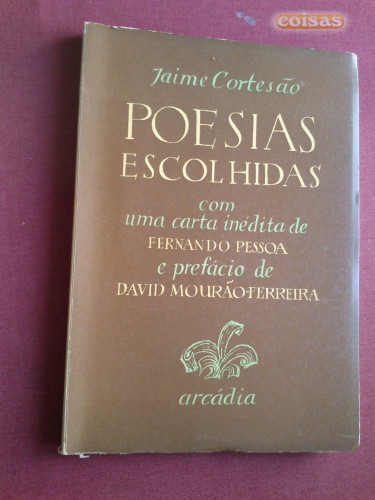 coisas
Jaime Cortesão
POESIAS
ESCOLHIDAS
com
uma carta inédita de
FERNANDO PESSOA
e prefácio de
DAVID MOURÃO-FERREIRA
arcádia